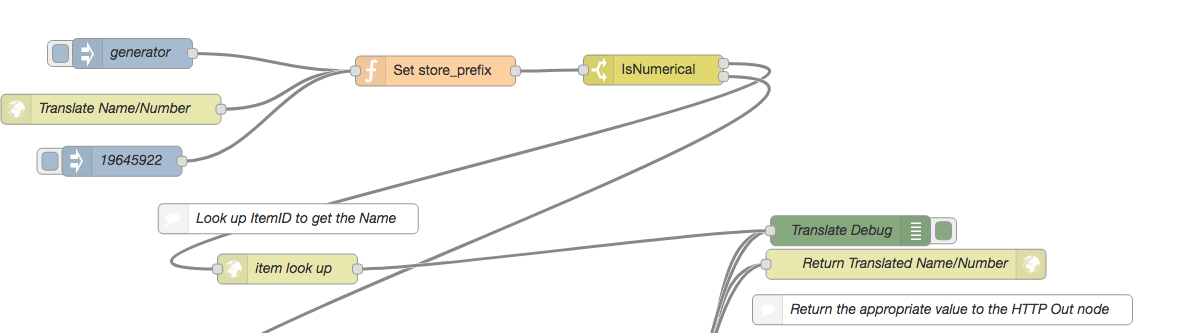 generator
Set store_prefix
IsNumerical
Translate Name/Number
19645922
Look up ItemID to get the Name
Translate Debug
item look up
Return Translated Name/Number
Return the appropriate value to the HTTP Out node